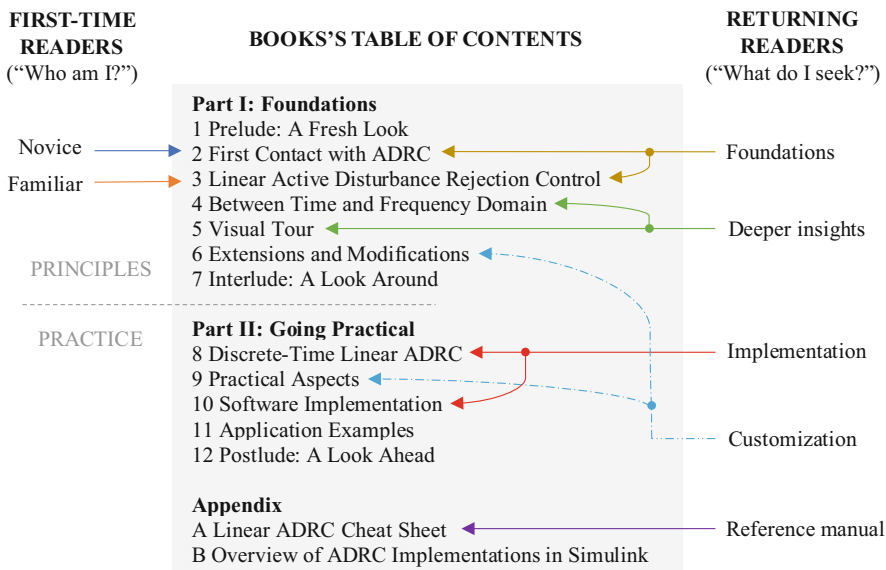 FIRST-TIME
READERS
(“Who am I?”)
BOOKS’S TABLE OF CONTENTS
RETURNING
READERS
(“What do I seek?”)
Part I: Foundations
1 Prelude: A Fresh Look
Novice
2 First Contact with ADRC
Foundations
Familiar
3 Linear Active Disturbance Rejection Control
4 Between Time and Frequency Domain
5 Visual Tour
Deeper insights
6 Extensions and Modifications
PRINCIPLES
7 Interlude: A Look Around
PRACTICE
Part II: Going Practical
8 Discrete-Time Linear ADRC
Implementation
9 Practical Aspects
10 Software Implementation
11 Application Examples
Customization
12 Postlude: A Look Ahead
Appendix
A Linear ADRC Cheat Sheet
Reference manual
B Overview of ADRC Implementations in Simulink